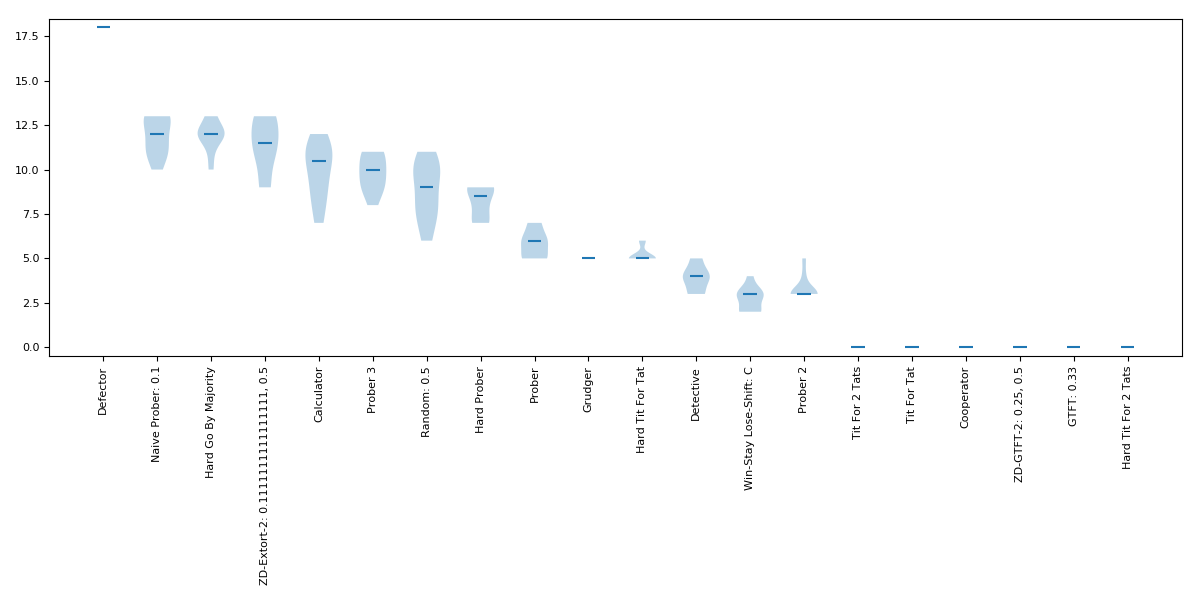 17.5
15.0
12.5
10.0
7.5
5.0
2.5
0.0
Defector
Naive Prober: 0.1
Hard Go By Majority
ZD-Extort-2: 0.1111111111111111, 0.5
Calculator
Prober 3
Random: 0.5
Hard Prober
Prober
Grudger
Hard Tit For Tat
Detective
Win-Stay Lose-Shift: C
Prober 2
Tit For 2 Tats
Tit For Tat
Cooperator
ZD-GTFT-2: 0.25, 0.5
GTFT: 0.33
Hard Tit For 2 Tats